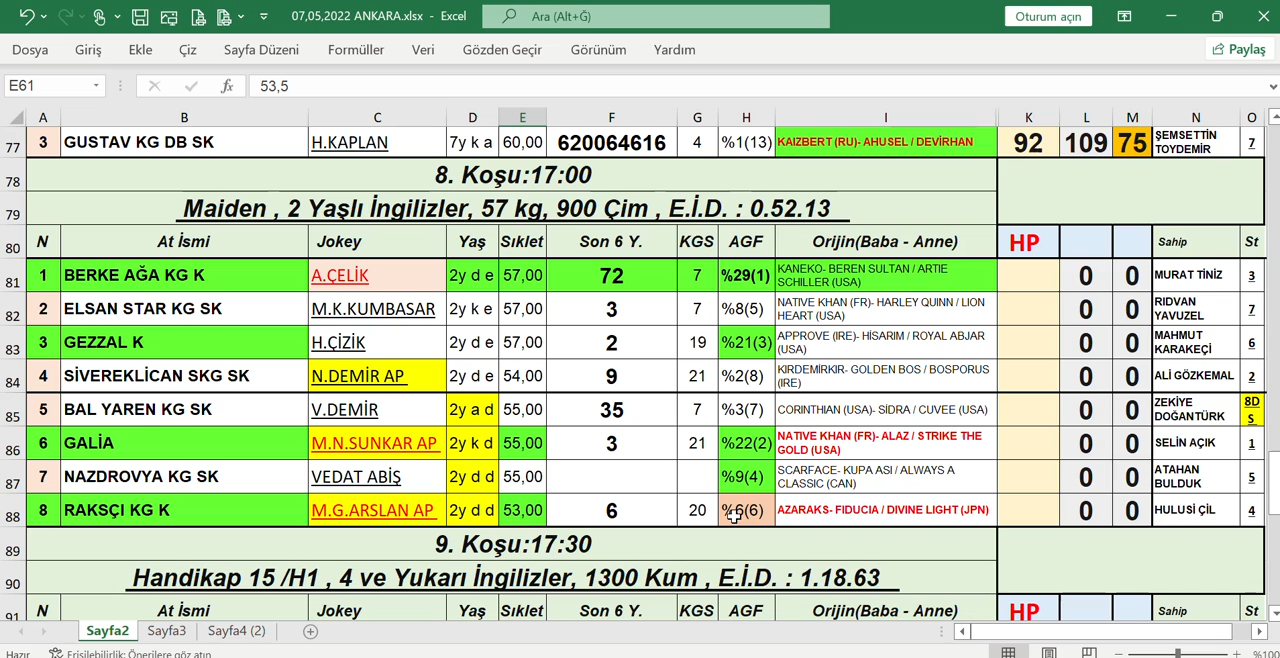 07,05,2022 ANKARA.xlsx - Excel
Ara (Alt+Ğ)
Oturum açın
Dosya Giriş Ekle Çiz Sayfa Düzeni Formüller Veri Gözden Geçir Görünüm Yardım Paylaş
E61 fx 53,5
A B C D E F G H I K L M N O
77 3 GUSTAV KG DB SK H.KAPLAN 7y k a 60,00 620064616 4 %1(13) KAIZBERT (RU)- AHUSEL / DEVİRHAN 92 109 75 ŞEMSETTİN TOYDEMİR 7
78 8. Koşu:17:00
79 Maiden , 2 Yaşlı İngilizler, 57 kg, 900 Çim , E.İ.D. : 0.52.13
80 N At İsmi Jokey Yaş Sıklet Son 6 Y. KGS AGF Orijin(Baba - Anne) HP Sahip St
81 1 BERKE AĞA KG K A.ÇELİK 2y d e 57,00 72 7 %29(1) KANEKO- BEREN SULTAN / ARTIE SCHILLER (USA) 0 0 MURAT TİNİZ 3
82 2 ELSAN STAR KG SK M.K.KUMBASAR 2y k e 57,00 3 7 %8(5) NATIVE KHAN (FR)- HARLEY QUINN / LION HEART (USA) 0 0 RIDVAN YAVUZEL 7
83 3 GEZZAL K H.ÇİZİK 2y d e 57,00 2 19 %21(3) APPROVE (IRE)- HİSARIM / ROYAL ABJAR (USA) 0 0 MAHMUT KARAKEÇİ 6
84 4 SİVEREKLİCAN SKG SK N.DEMİR AP 2y d e 54,00 9 21 %2(8) KIRDEMİRKIR- GOLDEN BOS / BOSPORUS (IRE) 0 0 ALİ GÖZKEMAL 2
85 5 BAL YAREN KG SK V.DEMİR 2y a d 55,00 35 7 %3(7) CORINTHIAN (USA)- SİDRA / CUVEE (USA) 0 0 ZEKİYE DOĞANTÜRK 8DS
86 6 GALİA M.N.SUNKAR AP 2y k d 55,00 3 21 %22(2) NATIVE KHAN (FR)- ALAZ / STRIKE THE GOLD (USA) 0 0 SELİN AÇIK 1
87 7 NAZDROVYA KG SK VEDAT ABİŞ 2y d d 55,00 %9(4) SCARFACE- KUPA ASI / ALWAYS A CLASSIC (CAN) 0 0 ATAHAN BULDUK 5
88 8 RAKSÇI KG K M.G.ARSLAN AP 2y d d 53,00 6 20 %6(6) AZARAKS- FIDUCIA / DIVINE LIGHT (JPN) 0 0 HULUSİ ÇİL 4
89 9. Koşu:17:30
90 Handikap 15 /H1 , 4 ve Yukarı İngilizler, 1300 Kum , E.İ.D. : 1.18.63
91 N At İsmi Jokey Yaş Sıklet Son 6 Y. KGS AGF Orijin(Baba - Anne) HP Sahip St
Sayfa2 Sayfa3 Sayfa4 (2)
Hazır Erişilebilirlik: Önerilere göz atın %100